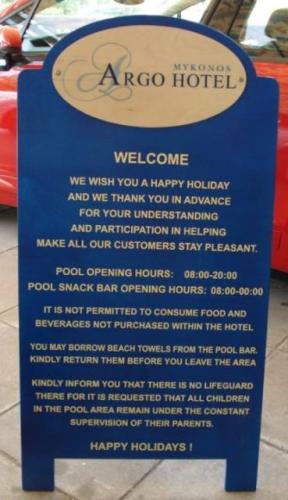 MYKONOS
ARGO HOTEL
WELCOME
WE WISH YOU A HAPPY HOLIDAY
AND WE THANK YOU IN ADVANCE
FOR YOUR UNDERSTANDING
AND PARTICIPATION IN HELPING
MAKE ALL OUR CUSTOMERS STAY PLEASANT.
POOL OPENING HOURS: 08:00-20:00
POOL SNACK BAR OPENING HOURS: 08:00-00:00
IT IS NOT PERMITTED TO CONSUME FOOD AND
BEVERAGES NOT PURCHASED WITHIN THE HOTEL
YOU MAY BORROW BEACH TOWELS FROM THE POOL BAR.
KINDLY RETURN THEM BEFORE YOU LEAVE THE AREA
KINDLY INFORM YOU THAT THERE IS NO LIFEGUARD
THERE FOR IT IS REQUESTED THAT ALL CHILDREN
IN THE POOL AREA REMAIN UNDER THE CONSTANT
SUPERVISION OF THEIR PARENTS.
HAPPY HOLIDAYS !